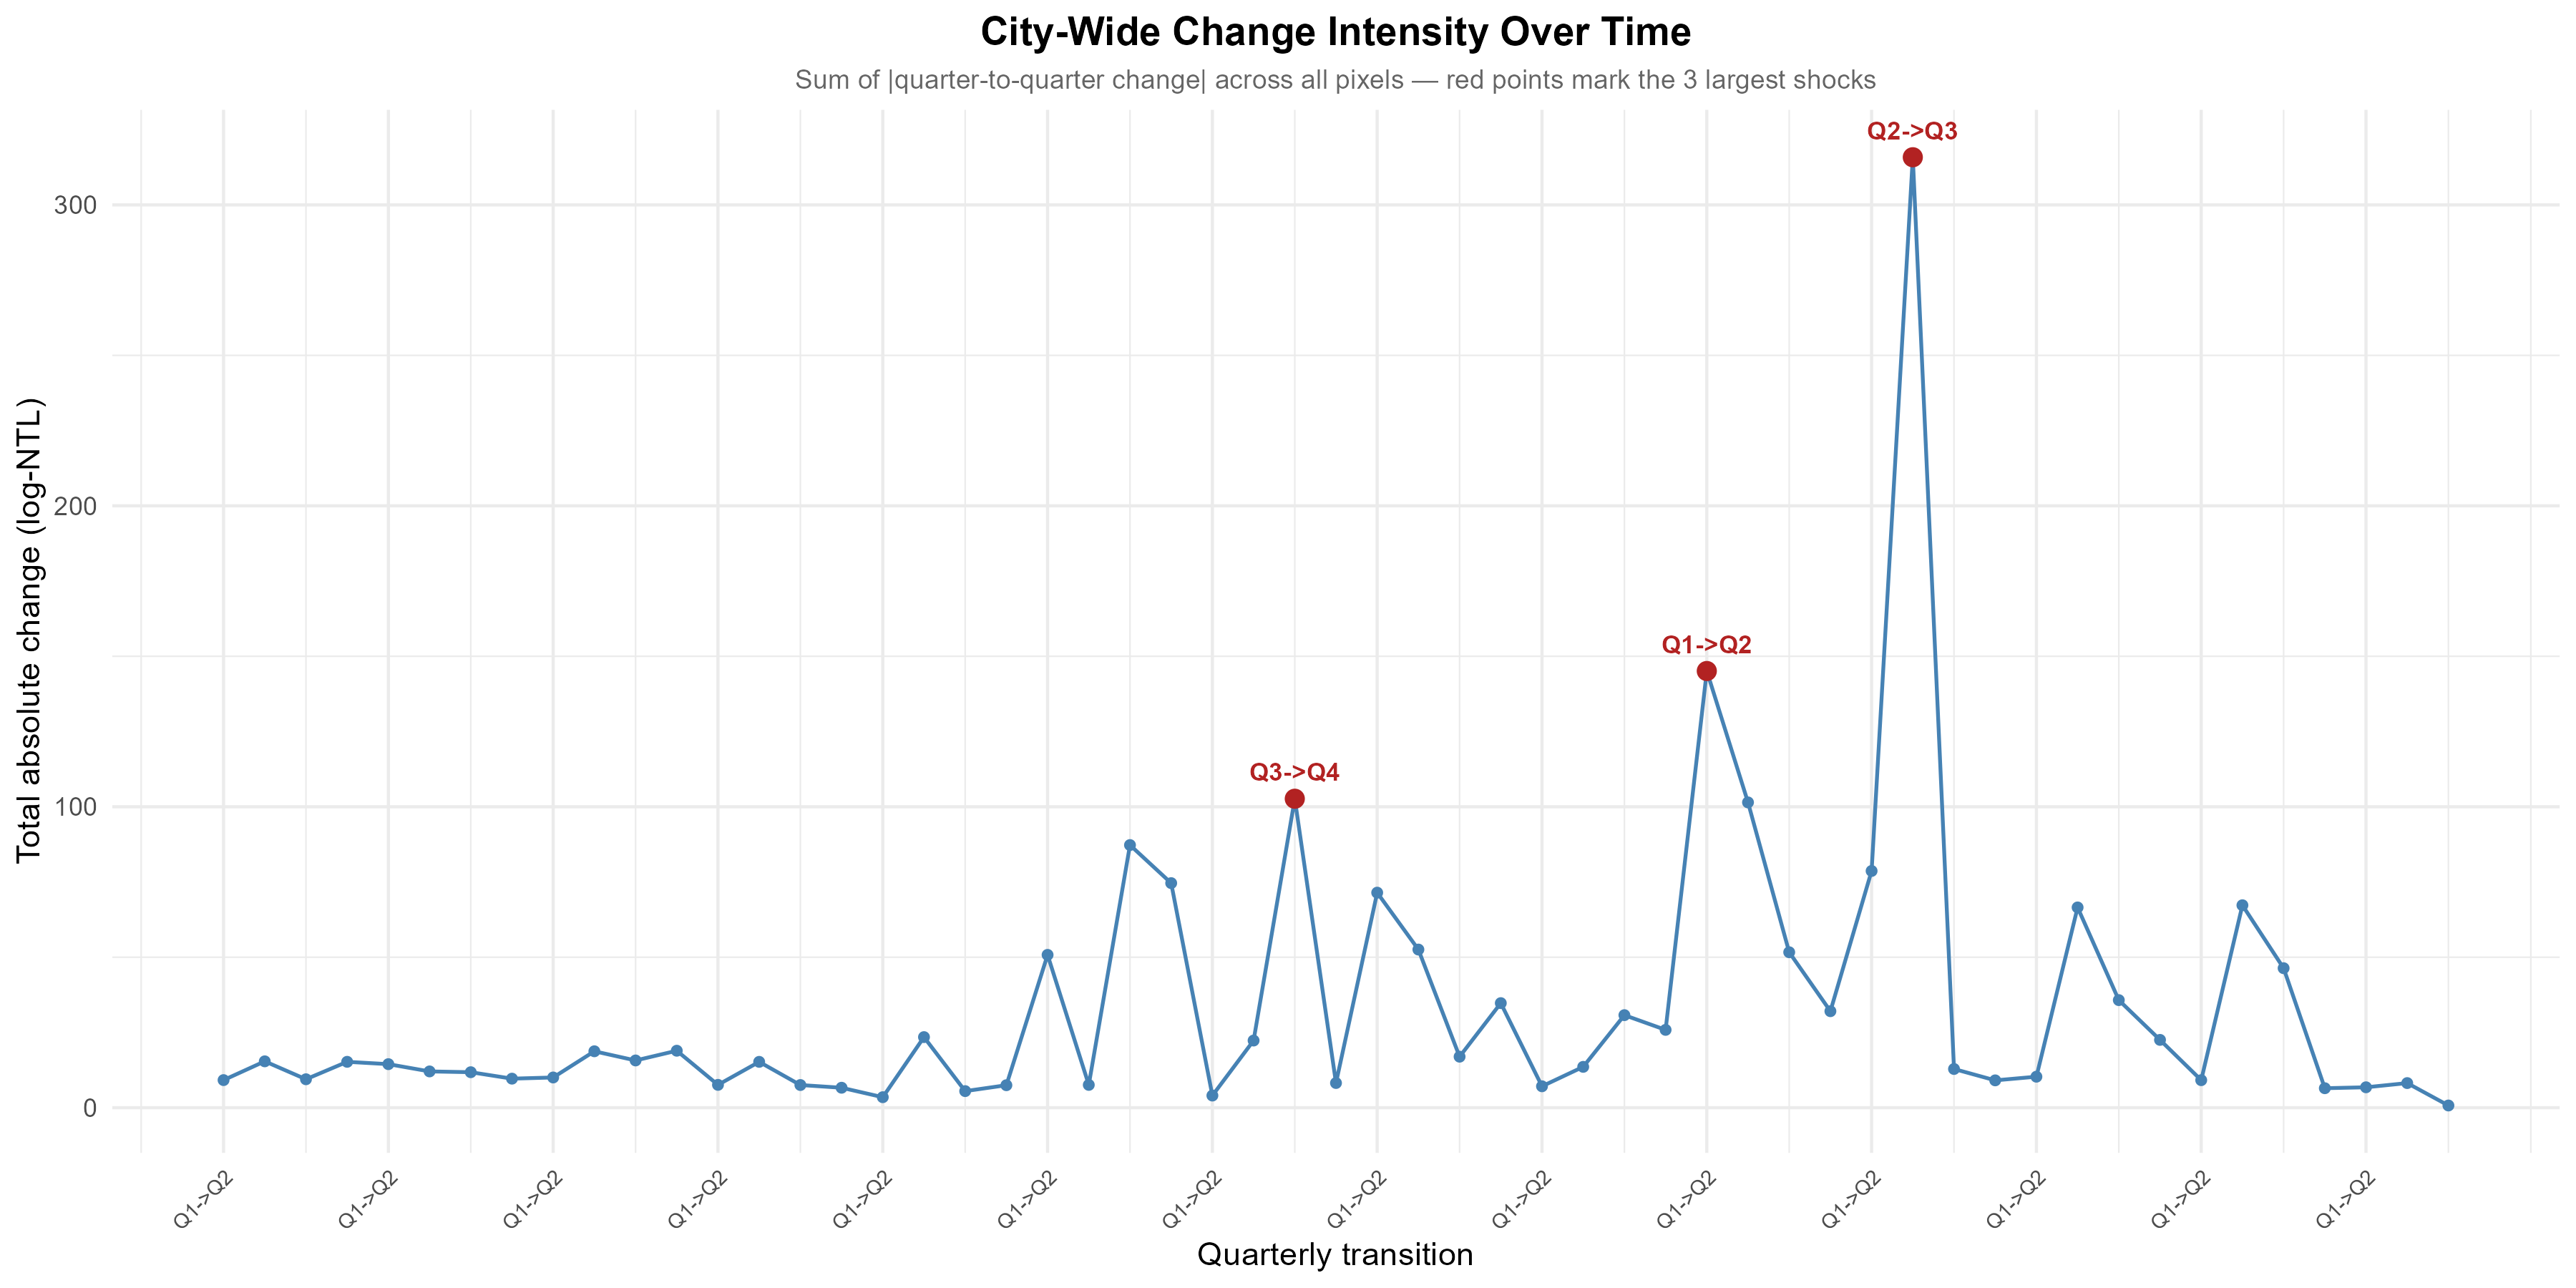 City-Wide Change Intensity Over Time
Sum of |quarter-to-quarter change| across all pixels — red points mark the 3 largest shocks
Total absolute change (log-NTL)
300
200
100
0
Q2->Q3
Q1->Q2
Q3->Q4
Q1->Q2
Q1->Q2
Q1->Q2
Q1->Q2
Q1->Q2
Q1->Q2
Q1->Q2
Q1->Q2
Q1->Q2
Q1->Q2
Q1->Q2
Q1->Q2
Q1->Q2
Q1->Q2
Quarterly transition